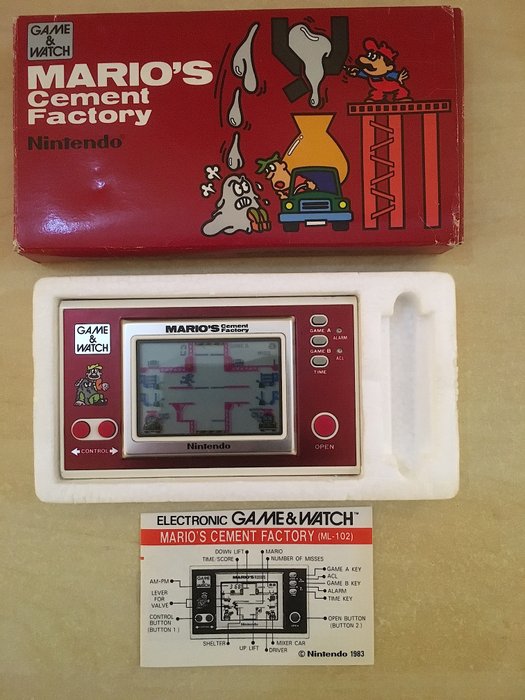 GAME
&
WATCH
MARIO'S
Cement
Factory
Nintendo
MARIO'S Cement Factory
GAME
&
WATCH
GAME A
ALARM
GAME B
ACL
TIME
CONTROL
OPEN
Nintendo
ELECTRONIC GAME & WATCH™
MARIO'S CEMENT FACTORY (ML-102)
DOWN LIFT
MARIO
TIME/SCORE
NUMBER OF MISSES
GAME A KEY
ACL
GAME B KEY
ALARM
TIME KEY
AM-PM
LEVER
FOR
VALVE
CONTROL
BUTTON
(BUTTON 1)
OPEN BUTTON
(BUTTON 2)
SHELTER
UP LIFT
MIXER CAR
DRIVER
© Nintendo 1983